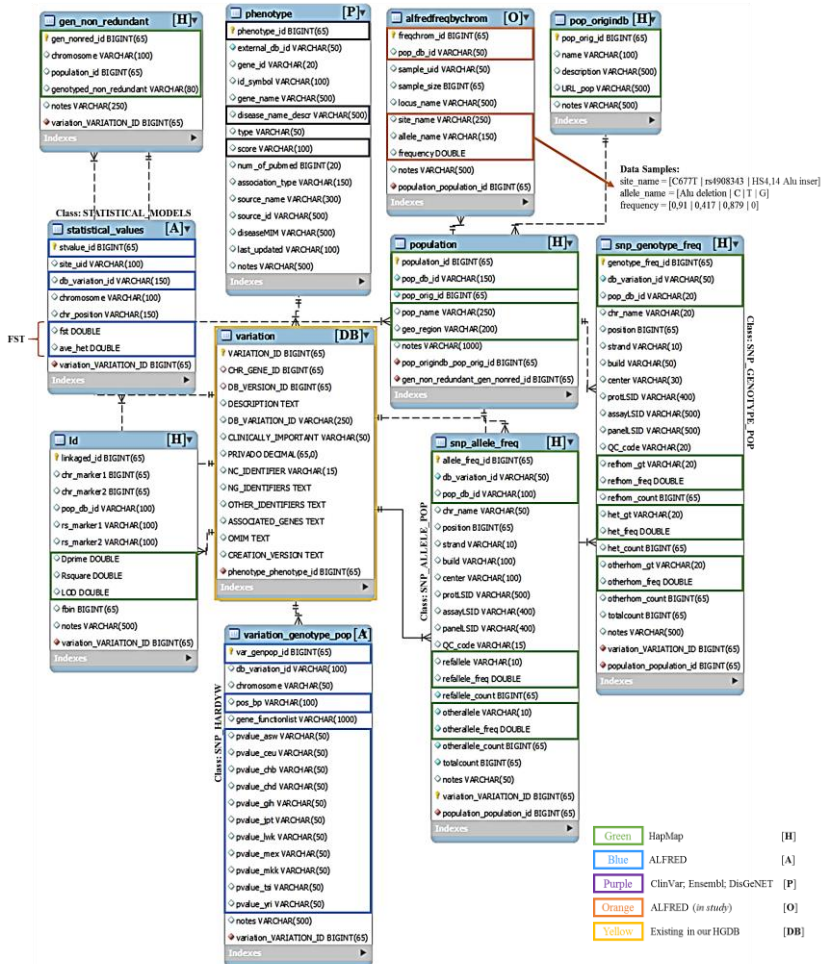 gen_non_redundant [H]
gen_nonred_id BIGINT(65)
chromosome VARCHAR(100)
population_id BIGINT(65)
genotyped_non_redundant VARCHAR(80)
notes VARCHAR(250)
variation_VARIATION_ID BIGINT(65)
Indexes
phenotype [P]
phenotype_id BIGINT(65)
external_db_id VARCHAR(50)
gene_id VARCHAR(20)
id_symbol VARCHAR(100)
gene_name VARCHAR(500)
disease_name_descr VARCHAR(500)
type VARCHAR(50)
score VARCHAR(100)
num_of_pubmed BIGINT(20)
association_type VARCHAR(150)
source_name VARCHAR(300)
source_id VARCHAR(500)
diseaseMIM VARCHAR(500)
last_updated VARCHAR(100)
notes VARCHAR(500)
Indexes
alfredfreqbychrom [O]
freqchrom_id BIGINT(65)
pop_db_id VARCHAR(50)
sample_uid VARCHAR(50)
sample_size BIGINT(65)
locus_name VARCHAR(500)
site_name VARCHAR(250)
allele_name VARCHAR(150)
frequency DOUBLE
notes VARCHAR(500)
population_population_id BIGINT(65)
Indexes
pop_origindb [H]
pop_orig_id BIGINT(65)
name VARCHAR(100)
description VARCHAR(500)
URL_pop VARCHAR(500)
notes VARCHAR(500)
Indexes
Data Samples:
site_name = [C677T | rs4908343 | HS4,14 Alu inser]
allele_name = [Alu deletion | C | T | G]
frequency = [0,91 | 0,417 | 0,879 | 0]
Class: STATISTICAL_MODELS
statistical_values [A]
stvalue_id BIGINT(65)
site_uid VARCHAR(100)
db_variation_id VARCHAR(150)
chromosome VARCHAR(100)
chr_position VARCHAR(150)
fst DOUBLE
ave_het DOUBLE
variation_VARIATION_ID BIGINT(65)
Indexes
FST
variation [DB]
VARIATION_ID BIGINT(65)
CHR_GENE_ID BIGINT(65)
DB_VERSION_ID BIGINT(65)
DESCRIPTION TEXT
DB_VARIATION_ID VARCHAR(250)
CLINICALLY_IMPORTANT VARCHAR(50)
PRIVADO DECIMAL(65,0)
NC_IDENTIFIER VARCHAR(15)
NG_IDENTIFIERS TEXT
OTHER_IDENTIFIERS TEXT
ASSOCIATED_GENES TEXT
OMIM TEXT
CREATION_VERSION TEXT
phenotype_phenotype_id BIGINT(65)
Indexes
population [H]
population_id BIGINT(65)
pop_db_id VARCHAR(150)
pop_orig_id BIGINT(65)
pop_name VARCHAR(250)
geo_region VARCHAR(200)
notes VARCHAR(1000)
pop_origindb_pop_orig_id BIGINT(65)
gen_non_redundant_gen_nonred_id BIGINT(65)
Indexes
snp_genotype_freq [H]
genotype_freq_id BIGINT(65)
db_variation_id VARCHAR(50)
pop_db_id VARCHAR(20)
chr_name VARCHAR(20)
position BIGINT(65)
strand VARCHAR(10)
build VARCHAR(50)
center VARCHAR(30)
protLSID VARCHAR(400)
assayLSID VARCHAR(500)
panelLSID VARCHAR(500)
QC_code VARCHAR(20)
refhom_gt VARCHAR(20)
refhom_freq DOUBLE
refhom_count BIGINT(65)
het_gt VARCHAR(20)
het_freq DOUBLE
het_count BIGINT(65)
otherhom_gt VARCHAR(20)
otherhom_freq DOUBLE
otherhom_count BIGINT(65)
totalcount BIGINT(65)
notes VARCHAR(500)
variation_VARIATION_ID BIGINT(65)
population_population_id BIGINT(65)
Indexes
Class: SNP_GENOTYPE_POP
ld [H]
linkaged_id BIGINT(65)
chr_marker1 BIGINT(65)
chr_marker2 BIGINT(65)
pop_db_id VARCHAR(100)
rs_marker1 VARCHAR(100)
rs_marker2 VARCHAR(100)
Dprime DOUBLE
Rsquare DOUBLE
LOD DOUBLE
fbin BIGINT(65)
notes VARCHAR(500)
variation_VARIATION_ID BIGINT(65)
Indexes
snp_allele_freq [H]
allele_freq_id BIGINT(65)
db_variation_id VARCHAR(50)
pop_db_id VARCHAR(100)
chr_name VARCHAR(50)
position BIGINT(65)
strand VARCHAR(10)
build VARCHAR(100)
center VARCHAR(100)
protLSID VARCHAR(500)
assayLSID VARCHAR(400)
panelLSID VARCHAR(400)
QC_code VARCHAR(15)
refallele VARCHAR(10)
refallele_freq DOUBLE
refallele_count BIGINT(65)
otherallele VARCHAR(10)
otherallele_freq DOUBLE
otherallele_count BIGINT(65)
totalcount BIGINT(65)
notes VARCHAR(50)
variation_VARIATION_ID BIGINT(65)
population_population_id BIGINT(65)
Indexes
Class: SNP_ALLELE_POP
variation_genotype_pop [A]
var_genpop_id BIGINT(65)
db_variation_id VARCHAR(100)
chromosome VARCHAR(50)
pos_bp VARCHAR(100)
gene_functionlist VARCHAR(1000)
pvalue_asw VARCHAR(50)
pvalue_ceu VARCHAR(50)
pvalue_chb VARCHAR(50)
pvalue_chd VARCHAR(50)
pvalue_gih VARCHAR(50)
pvalue_jpt VARCHAR(50)
pvalue_lwk VARCHAR(50)
pvalue_mex VARCHAR(50)
pvalue_mkk VARCHAR(50)
pvalue_tsi VARCHAR(50)
pvalue_yri VARCHAR(50)
notes VARCHAR(500)
variation_VARIATION_ID BIGINT(65)
Indexes
Class: SNP_HARDYW
Green HapMap [H]
Blue ALFRED [A]
Purple ClinVar; Ensembl; DisGeNET [P]
Orange ALFRED (in study) [O]
Yellow Existing in our HGDB [DB]